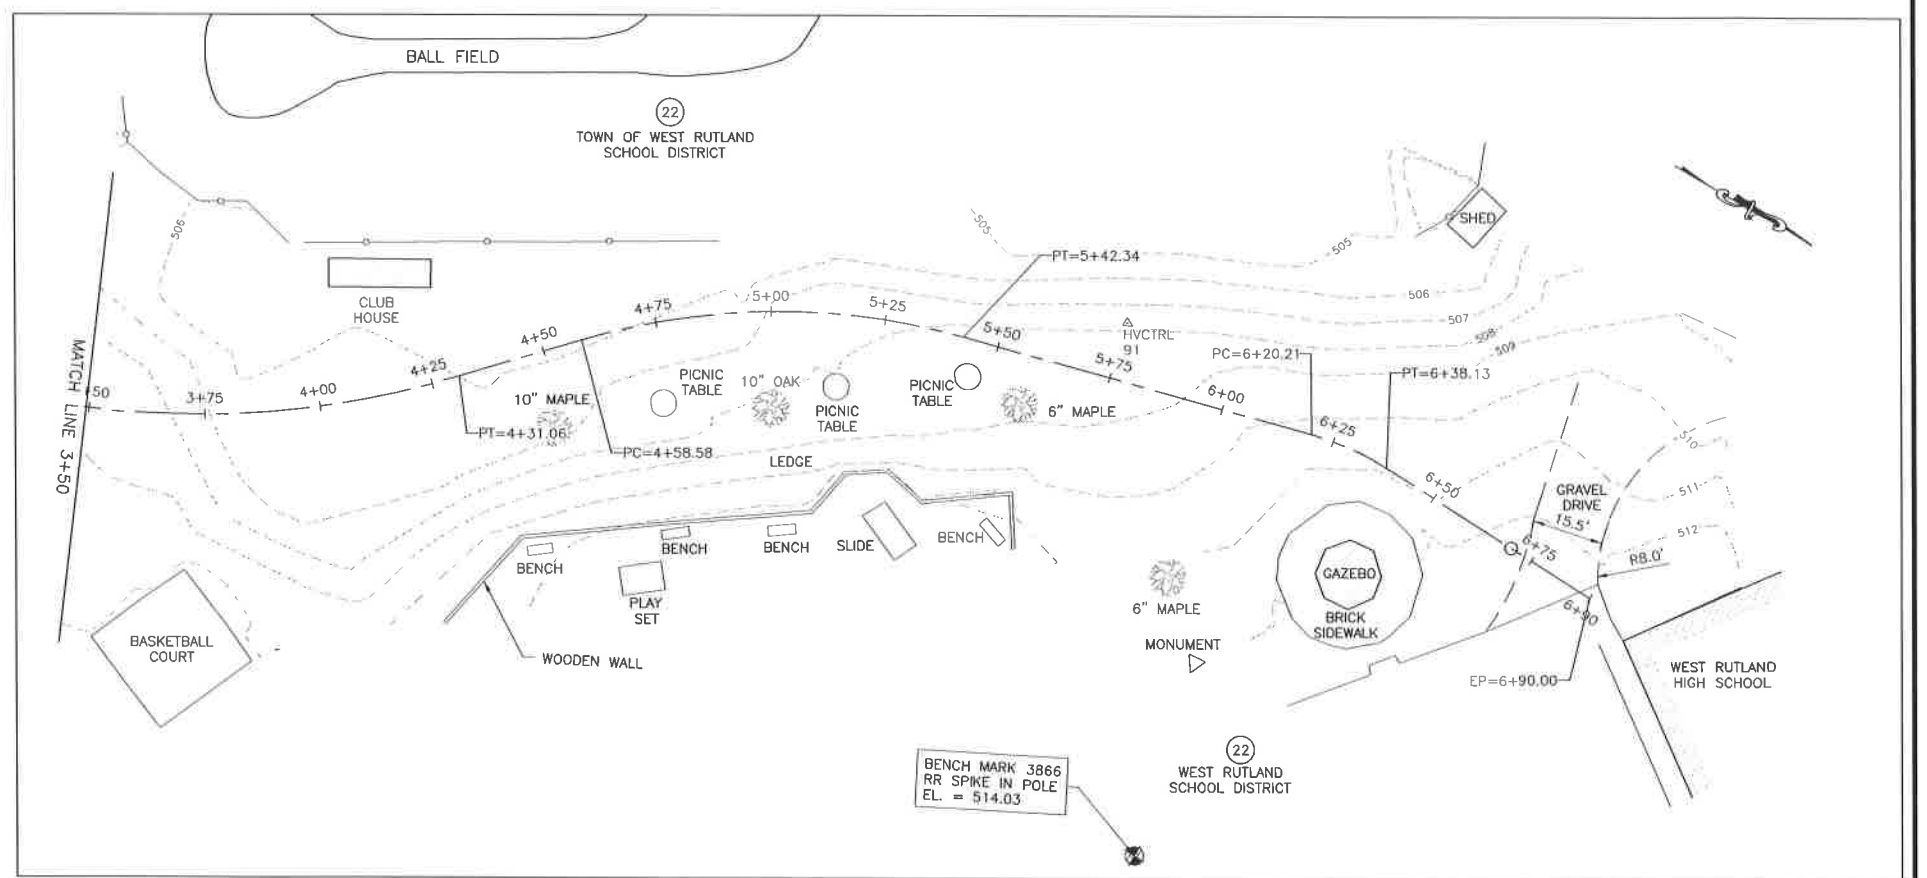 BALL FIELD
22
TOWN OF WEST RUTLAND
SCHOOL DISTRICT
SHED
506
505
505
PT=5+42.34
CLUB
HOUSE
4+75
5+00
5+25
506
507
508
509
HVCTRL
91
4+50
5+50
PC=6+20.21
MATCH LINE 3+50
50
3+75
4+00
4+25
5+75
PT=6+38.13
PICNIC
TABLE
10" OAK
PICNIC
TABLE
10" MAPLE
PICNIC
TABLE
6" MAPLE
6+00
6+25
PT=4+31.06
PC=4+58.58
LEDGE
510
6+50
GRAVEL
DRIVE
511
15.5'
512
BENCH
BENCH
BENCH
SLIDE
BENCH
6+75
R8.0'
GAZEBO
PLAY
SET
6" MAPLE
BRICK
SIDEWALK
6+90
BASKETBALL
COURT
WOODEN WALL
MONUMENT
EP=6+90.00
WEST RUTLAND
HIGH SCHOOL
22
WEST RUTLAND
SCHOOL DISTRICT
BENCH MARK 3866
RR SPIKE IN POLE
EL. = 514.03